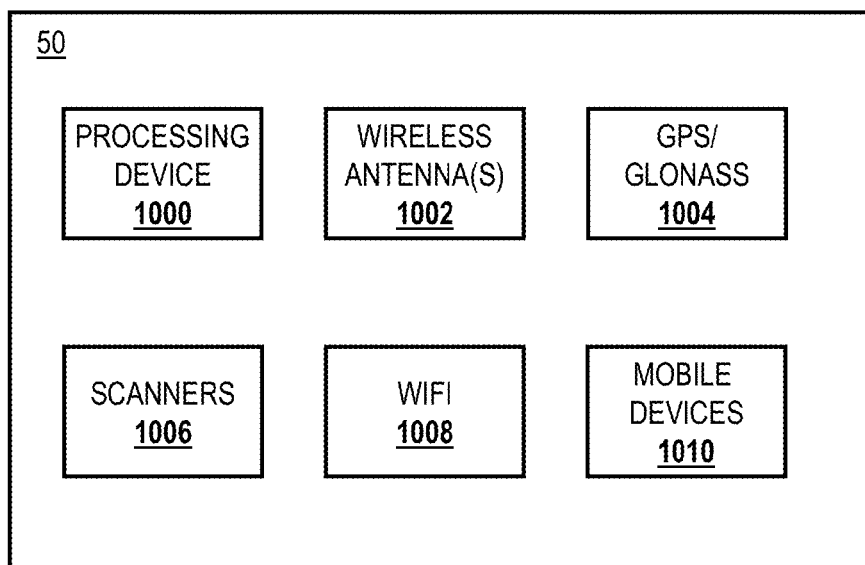 50
PROCESSING
DEVICE
1000
WIRELESS
ANTENNA(S)
1002
GPS/
GLONASS
1004
SCANNERS
1006
WIFI
1008
MOBILE
DEVICES
1010